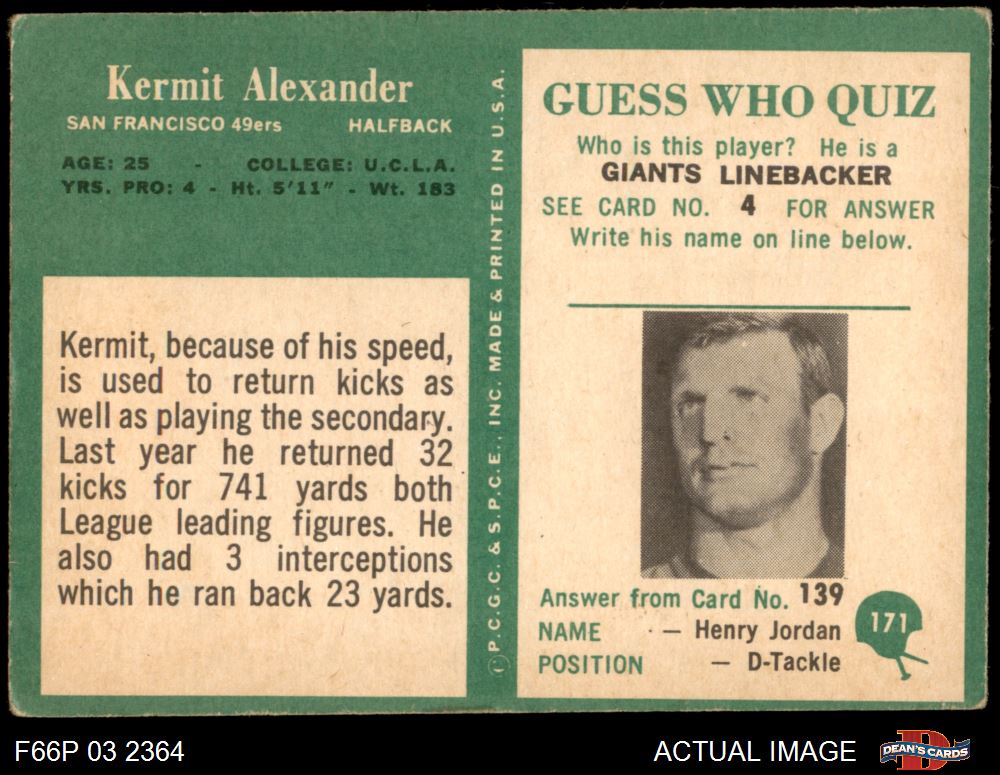 Kermit Alexander
SAN FRANCISCO 49ers HALFBACK
AGE: 25 - COLLEGE: U.C.L.A.
YRS. PRO: 4 - Ht. 5'11" - Wt. 183
Kermit, because of his speed,
is used to return kicks as
well as playing the secondary.
Last year he returned 32
kicks for 741 yards both
League leading figures. He
also had 3 interceptions
which he ran back 23 yards.
©P.C.G.C. & S.P.C.E., INC. MADE & PRINTED IN U.S.A.
GUESS WHO QUIZ
Who is this player? He is a
GIANTS LINEBACKER
SEE CARD NO. 4 FOR ANSWER
Write his name on line below.
Answer from Card No. 139
NAME - — Henry Jordan
POSITION — D-Tackle
171
F66P 03 2364
ACTUAL IMAGE
D
DEAN'S CARDS